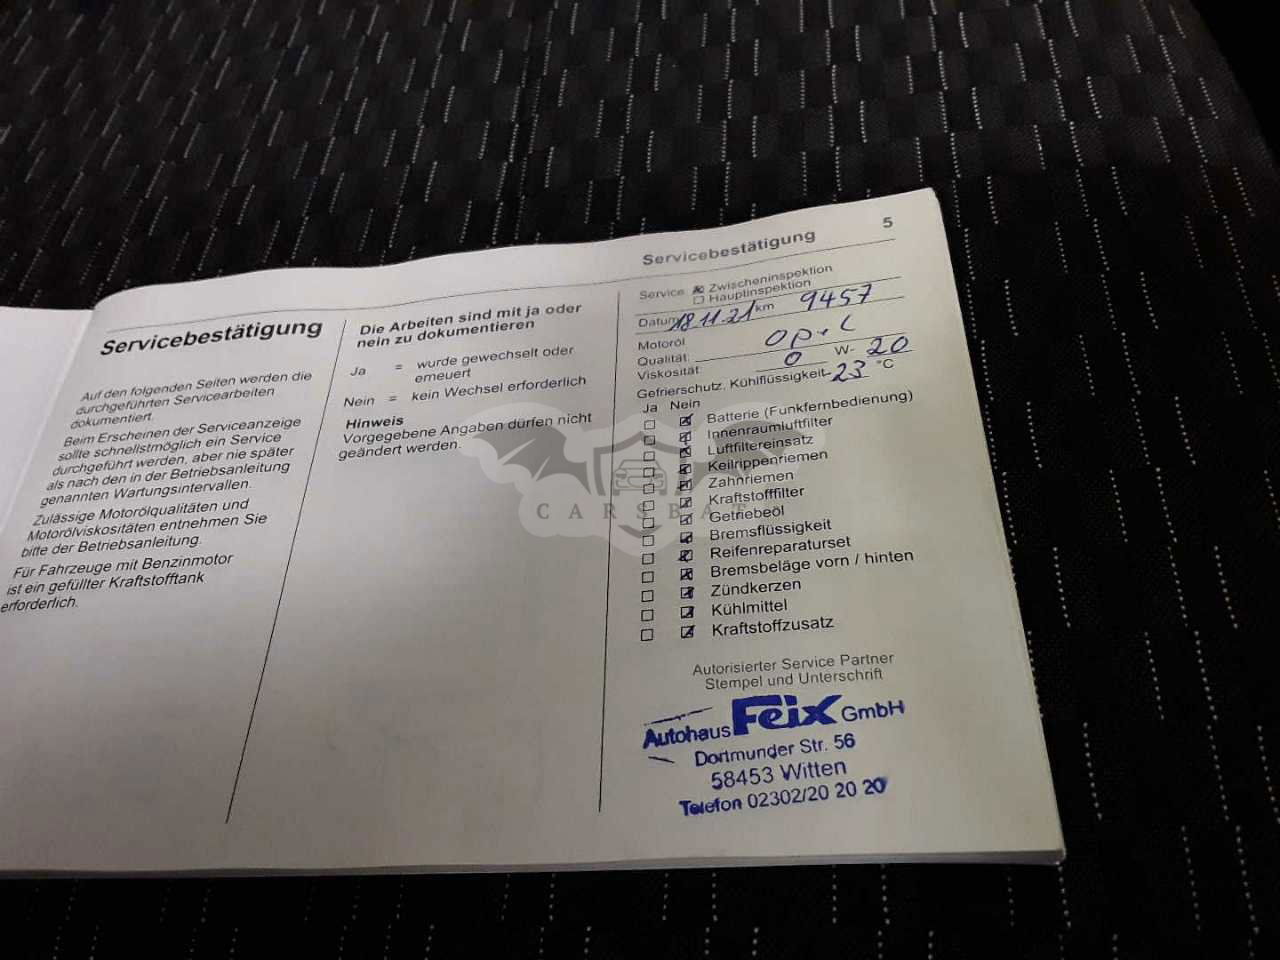 5
Servicebestätigung
Servicebestätigung
Auf den folgenden Seiten werden die
durchgeführten Servicearbeiten
dokumentiert.
Beim Erscheinen der Serviceanzeige
sollte schnellstmöglich ein Service
durchgeführt werden, aber nie später
als nach den in der Betriebsanleitung
genannten Wartungsintervallen.
Zulässige Motorölqualitäten und
Motorölviskositäten entnehmen Sie
bitte der Betriebsanleitung.
Für Fahrzeuge mit Benzinmotor
ist ein gefüllter Kraftstofftank
erforderlich.
Die Arbeiten sind mit ja oder
nein zu dokumentieren
Ja = wurde gewechselt oder
erneuert
Nein = kein Wechsel erforderlich
Hinweis
Vorgegebene Angaben dürfen nicht
geändert werden.
Service ☒ Zwischeninspektion
☐ Hauptinspektion
Datum 18.11.21 km 9457
Motoröl
Qualität: Opel
Viskosität: 0 W- 20
Gefrierschutz, Kühlflüssigkeit -23 °C
Ja Nein
☐ ☒ Batterie (Funkfernbedienung)
☐ ☒ Innenraumluftfilter
☐ ☒ Luftfiltereinsatz
☐ ☒ Keilrippenriemen
☐ ☒ Zahnriemen
☐ ☒ Kraftstofffilter
☐ ☒ Getriebeöl
☐ ☒ Bremsflüssigkeit
☐ ☒ Reifenreparaturset
☐ ☒ Bremsbeläge vorn / hinten
☐ ☒ Zündkerzen
☐ ☒ Kühlmittel
☐ ☒ Kraftstoffzusatz
Autorisierter Service Partner
Stempel und Unterschrift
Autohaus Feix GmbH
Dortmunder Str. 56
58453 Witten
Telefon 02302/20 20 20
CARSBAT